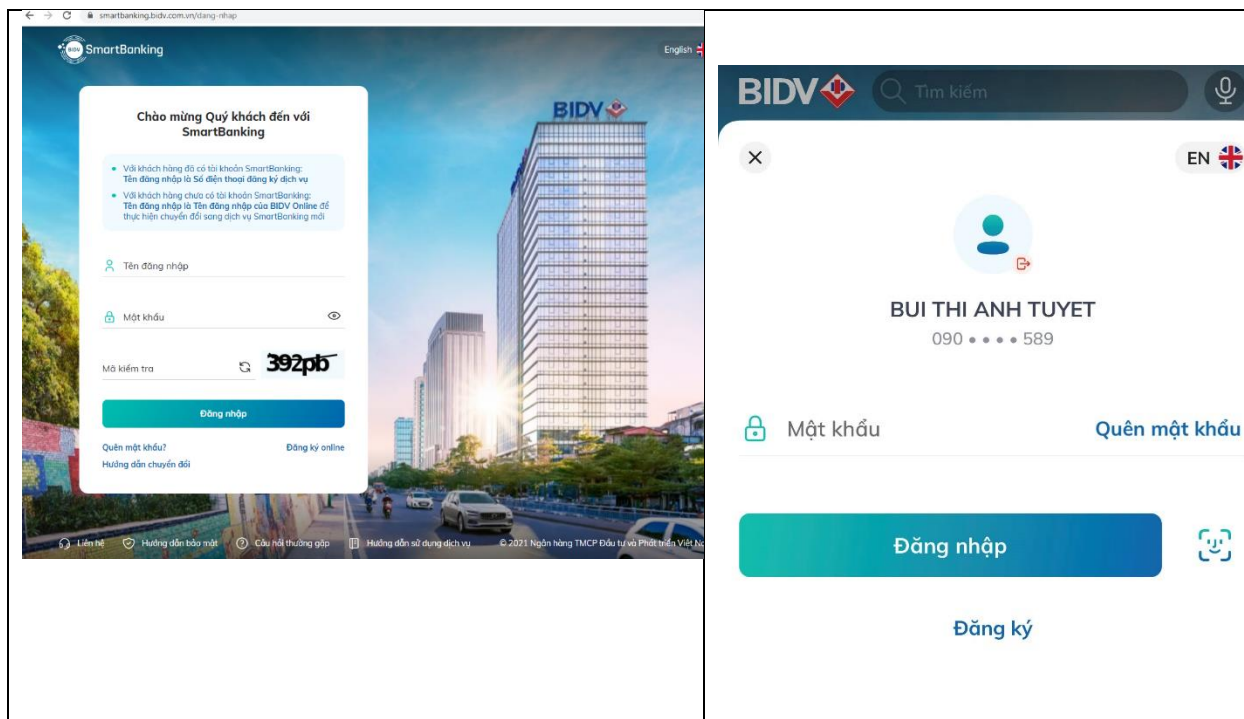 smartbanking.bidv.com.vn/dang-nhap
BIDV SmartBanking
English
Chào mừng Quý khách đến với
SmartBanking
Với khách hàng đã có tài khoản SmartBanking:
Tên đăng nhập là Số điện thoại đăng ký dịch vụ
Với khách hàng chưa có tài khoản SmartBanking:
Tên đăng nhập là Tên đăng nhập của BIDV Online để
thực hiện chuyển đổi sang dịch vụ SmartBanking mới
Tên đăng nhập
Mật khẩu
Mã kiểm tra
392pb
Đăng nhập
Quên mật khẩu?
Đăng ký online
Hướng dẫn chuyển đổi
BIDV
Liên hệ
Hướng dẫn bảo mật
Câu hỏi thường gặp
Hướng dẫn sử dụng dịch vụ
© 2021 Ngân hàng TMCP Đầu tư và Phát triển Việt Na
BIDV
Tìm kiếm
EN
BUI THI ANH TUYET
090 •••• 589
Mật khẩu
Quên mật khẩu
Đăng nhập
Đăng ký